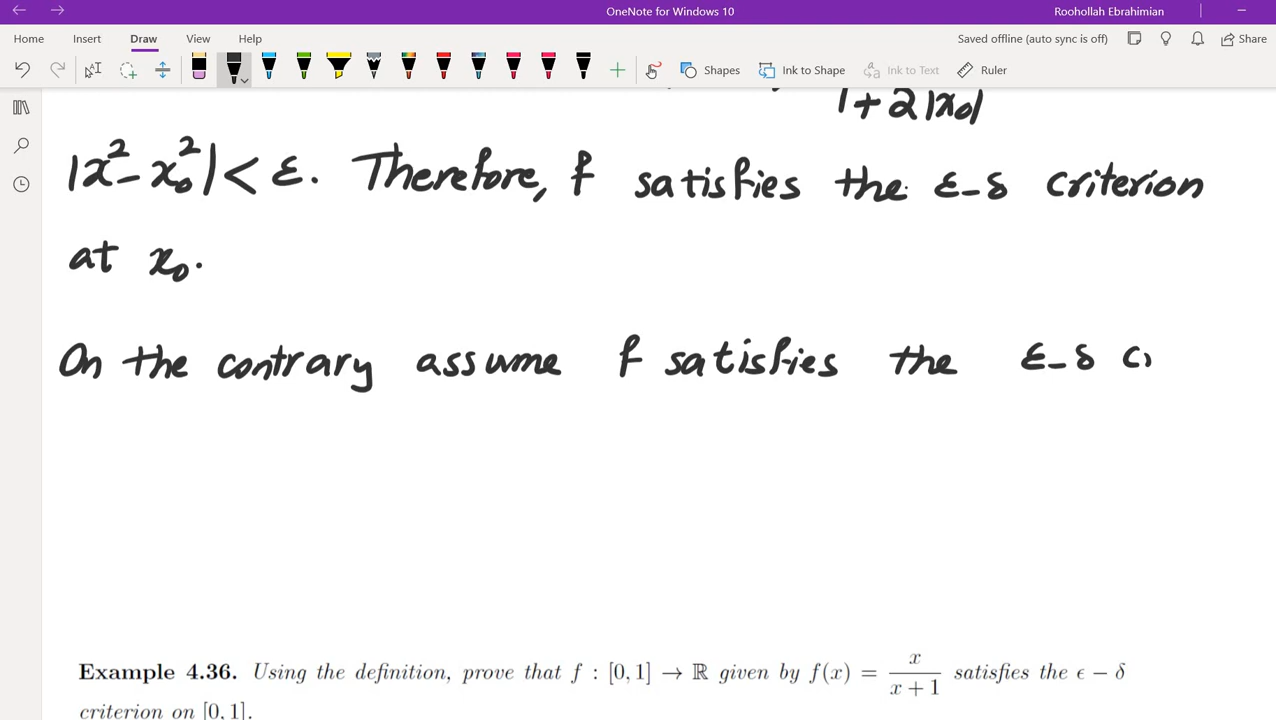 OneNote for Windows 10
Roohollah Ebrahimian
Home Insert Draw View Help
Saved offline (auto sync is off)
Share
Shapes
Ink to Shape
Ink to Text
Ruler
1+2|x₀|
|x²-x₀²|<ε. Therefore, f satisfies the ε-δ criterion
at x₀.
On the contrary assume f satisfies the ε-δ
Example 4.36. Using the definition, prove that f : [0, 1] → ℝ given by f(x) = x/(x + 1) satisfies the ϵ − δ
criterion on [0, 1].